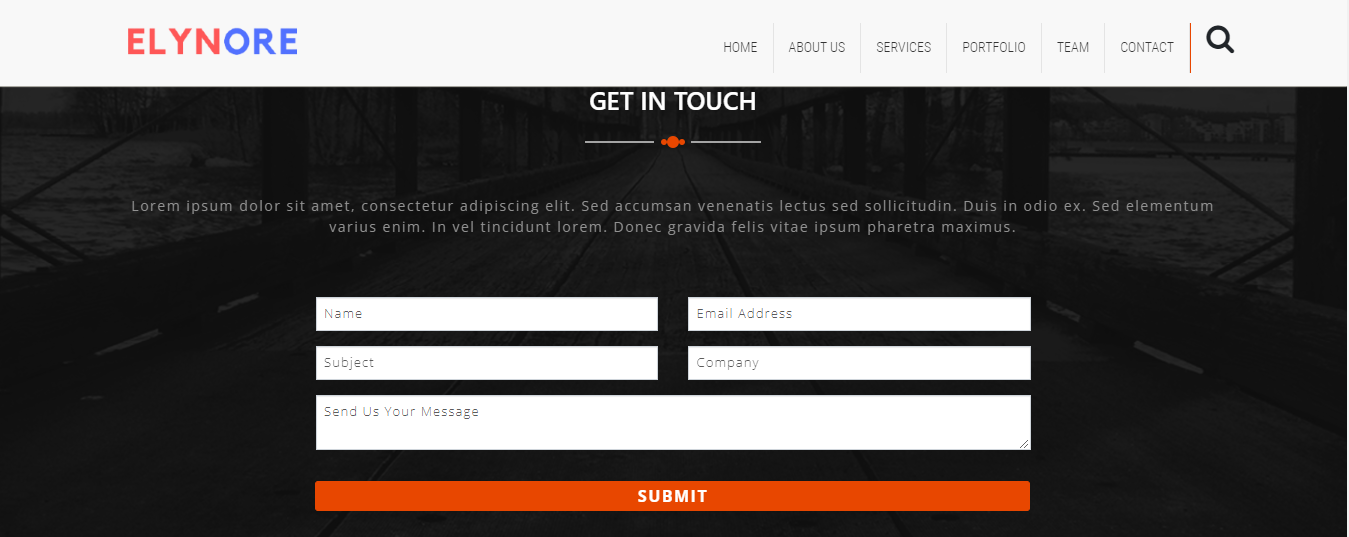 ELYNORE
HOME ABOUT US SERVICES PORTFOLIO TEAM CONTACT
GET IN TOUCH
Lorem ipsum dolor sit amet, consectetur adipiscing elit. Sed accumsan venenatis lectus sed sollicitudin. Duis in odio ex. Sed elementum
varius enim. In vel tincidunt lorem. Donec gravida felis vitae ipsum pharetra maximus.
Name Email Address
Subject Company
Send Us Your Message
SUBMIT